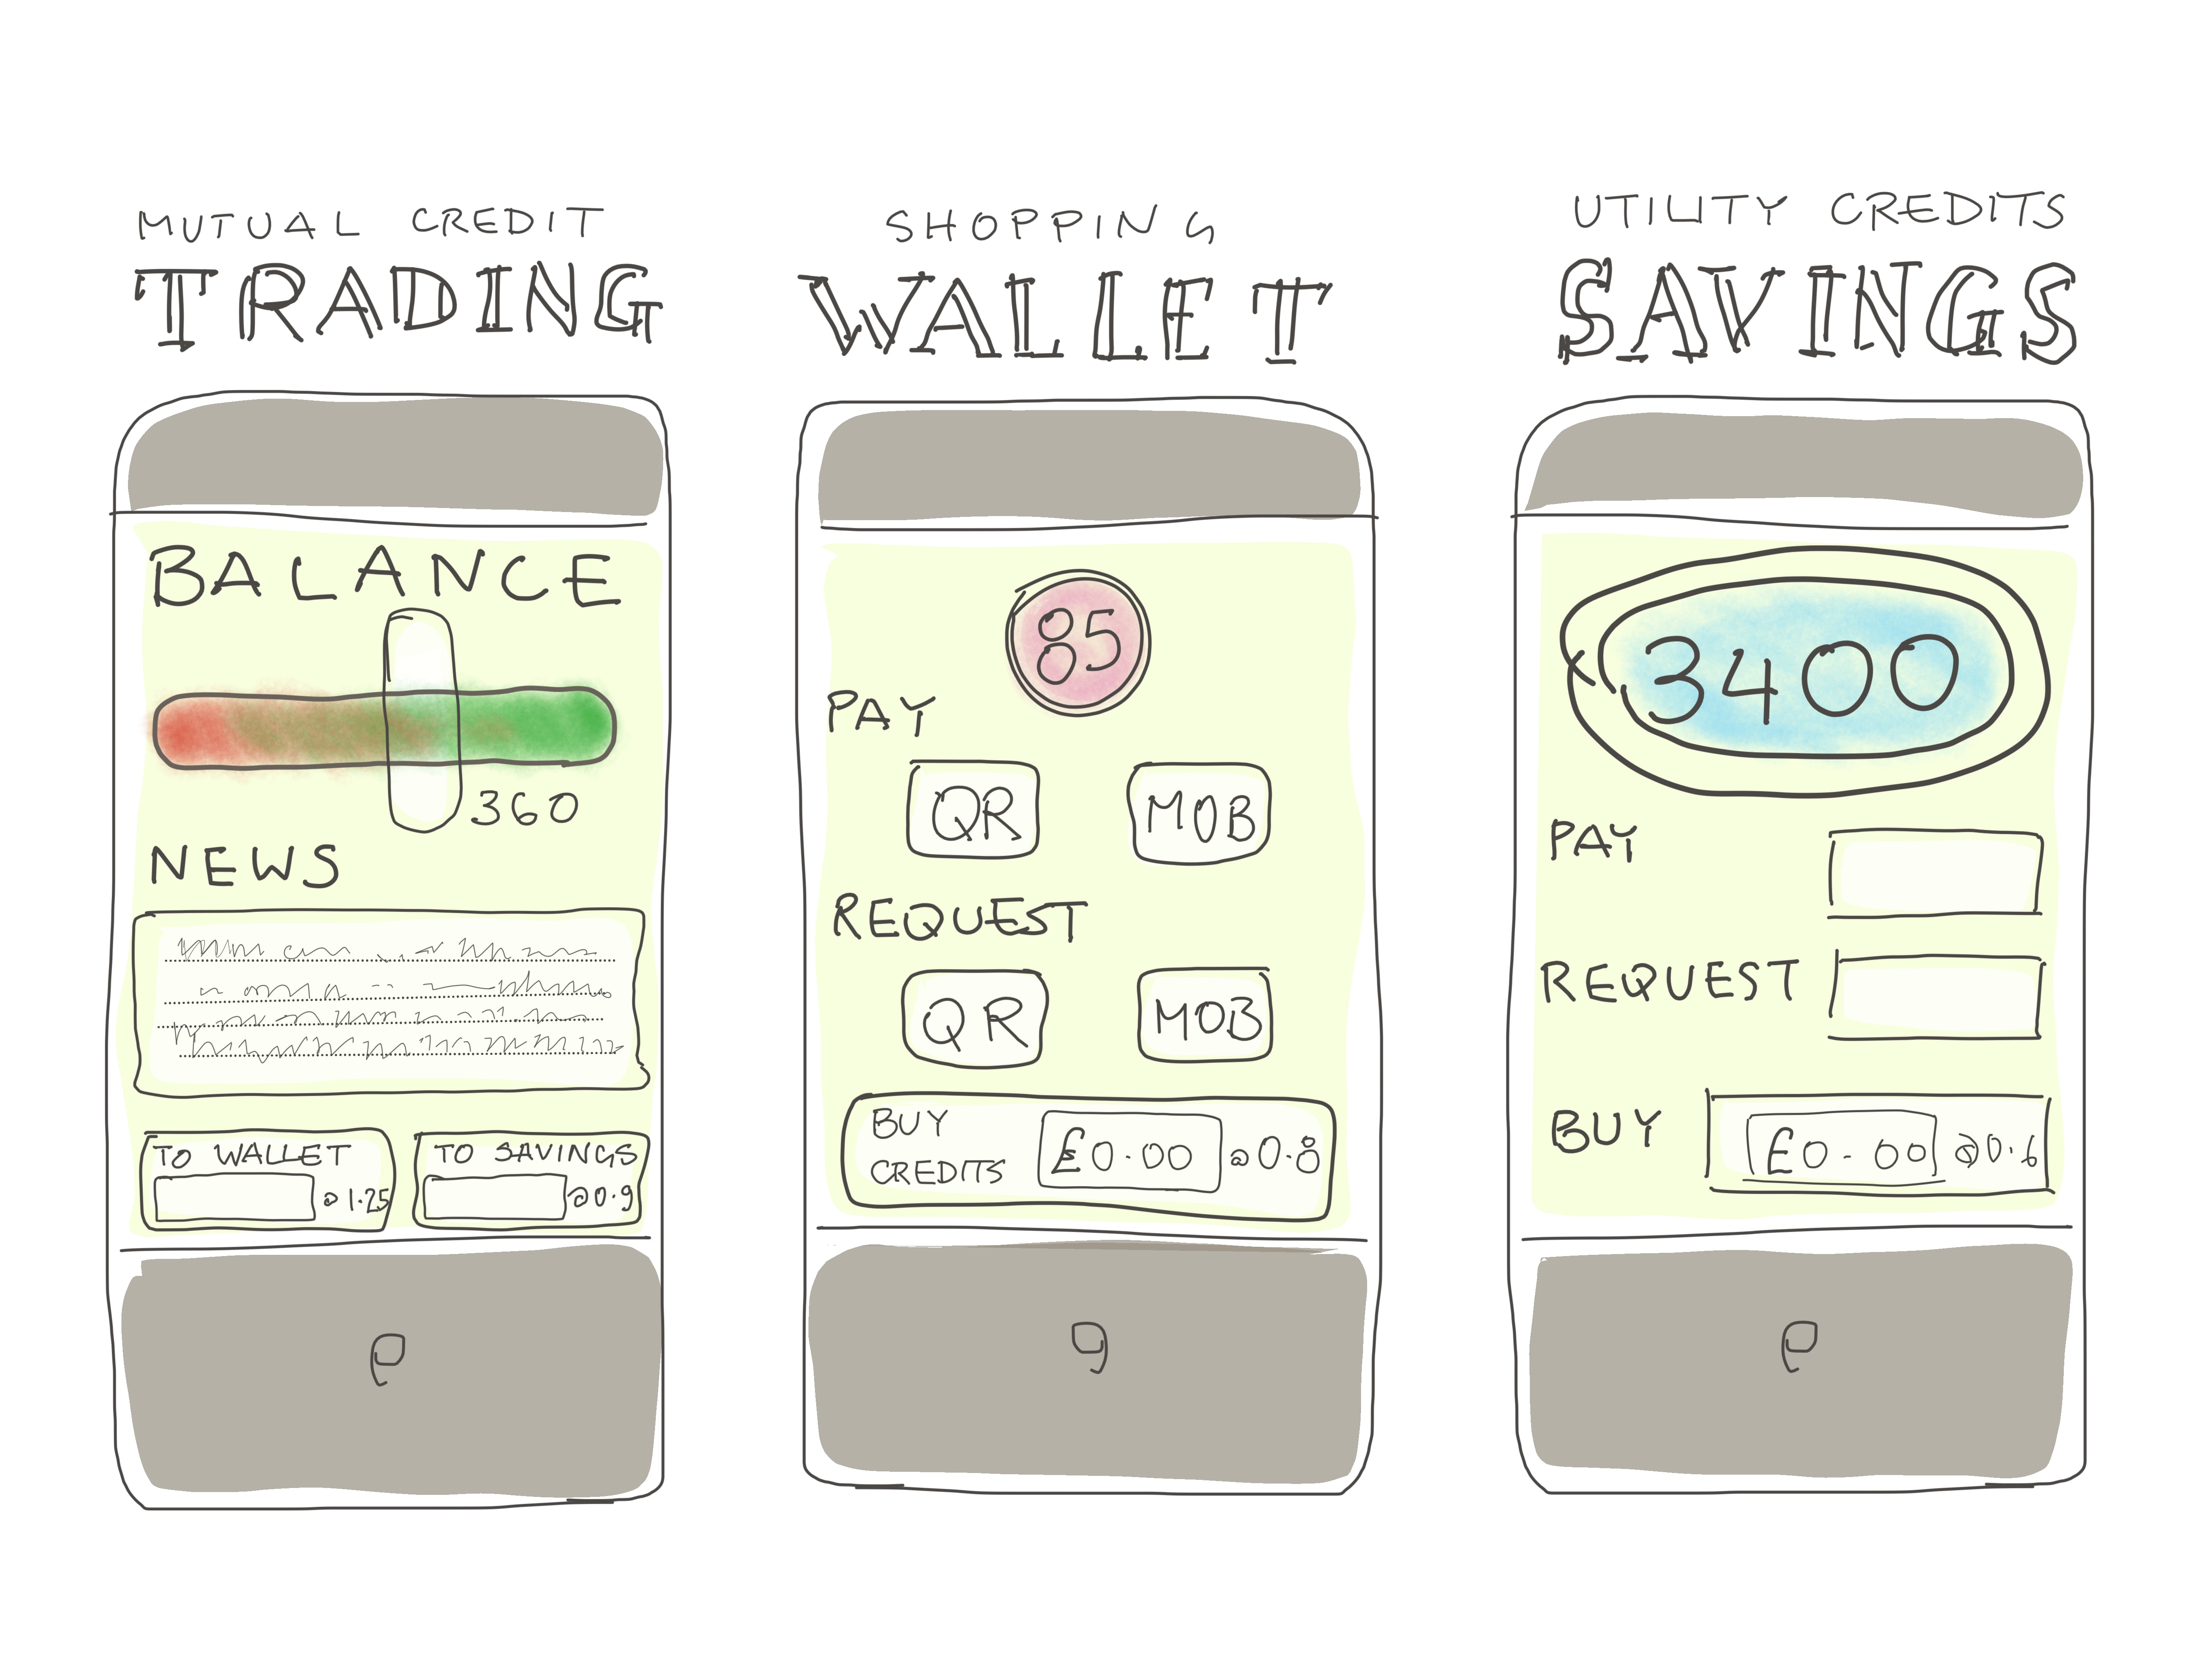 MUTUAL CREDIT
TRADING
BALANCE
360
NEWS
TO WALLET
@1.25
TO SAVINGS
@0.9
SHOPPING
WALLET
85
PAY
QR MOB
REQUEST
QR MOB
BUY
CREDITS
£0.00 @0.8
UTILITY CREDITS
SAVINGS
3400
PAY
REQUEST
BUY £0.00 @0.6